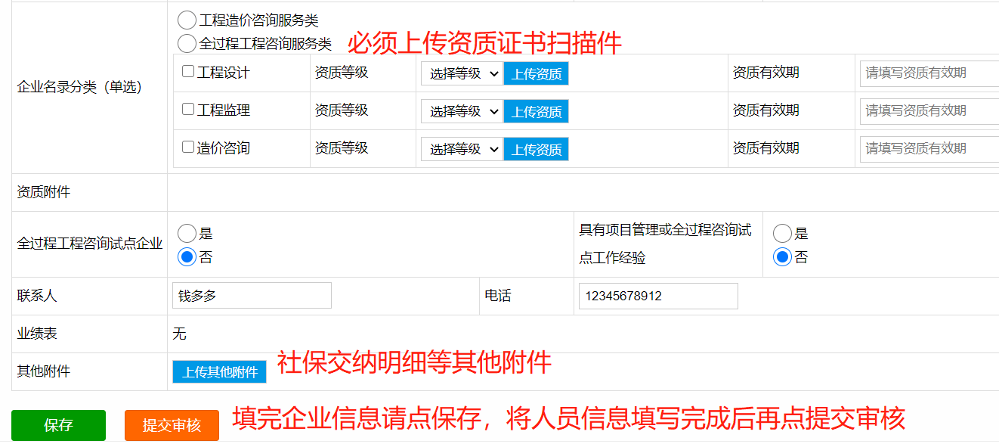 工程造价咨询服务类
全过程工程咨询服务类
必须上传资质证书扫描件
企业名录分类（单选）
工程设计 资质等级 选择等级 上传资质 资质有效期 请填写资质有效期
工程监理 资质等级 选择等级 上传资质 资质有效期 请填写资质有效期
造价咨询 资质等级 选择等级 上传资质 资质有效期 请填写资质有效期
资质附件
全过程工程咨询试点企业
是
否
具有项目管理或全过程咨询试
点工作经验
是
否
联系人 钱多多 电话 12345678912
业绩表 无
其他附件 上传其他附件 社保交纳明细等其他附件
保存 提交审核 填完企业信息请点保存，将人员信息填写完成后再点提交审核